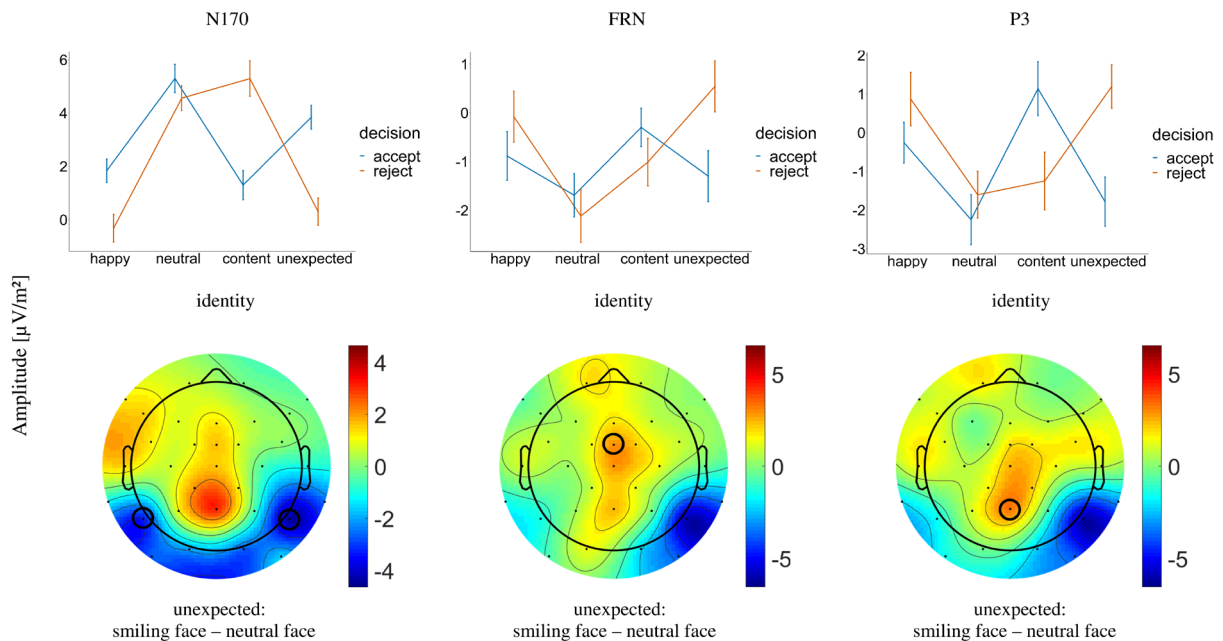 N170
FRN
P3
Amplitude [µ V/m²]
6
4
2
0
happy
neutral
content
unexpected
decision
accept
reject
identity
1
0
-1
-2
happy
neutral
content
unexpected
decision
accept
reject
identity
2
1
0
-1
-2
-3
happy
neutral
content
unexpected
decision
accept
reject
identity
4
2
0
-2
-4
unexpected:
smiling face – neutral face
5
0
-5
unexpected:
smiling face – neutral face
5
0
-5
unexpected:
smiling face – neutral face